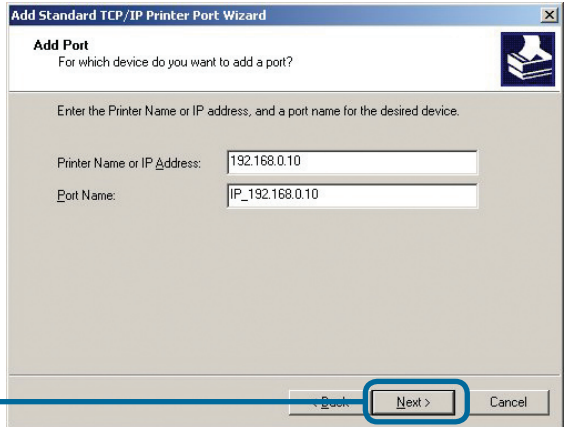 Add Standard TCP/IP Printer Port Wizard
Add Port
For which device do you want to add a port?
Enter the Printer Name or IP address, and a port name for the desired device.
Printer Name or IP Address: 192.168.0.10
Port Name: IP_192.168.0.10
< Back Next > Cancel